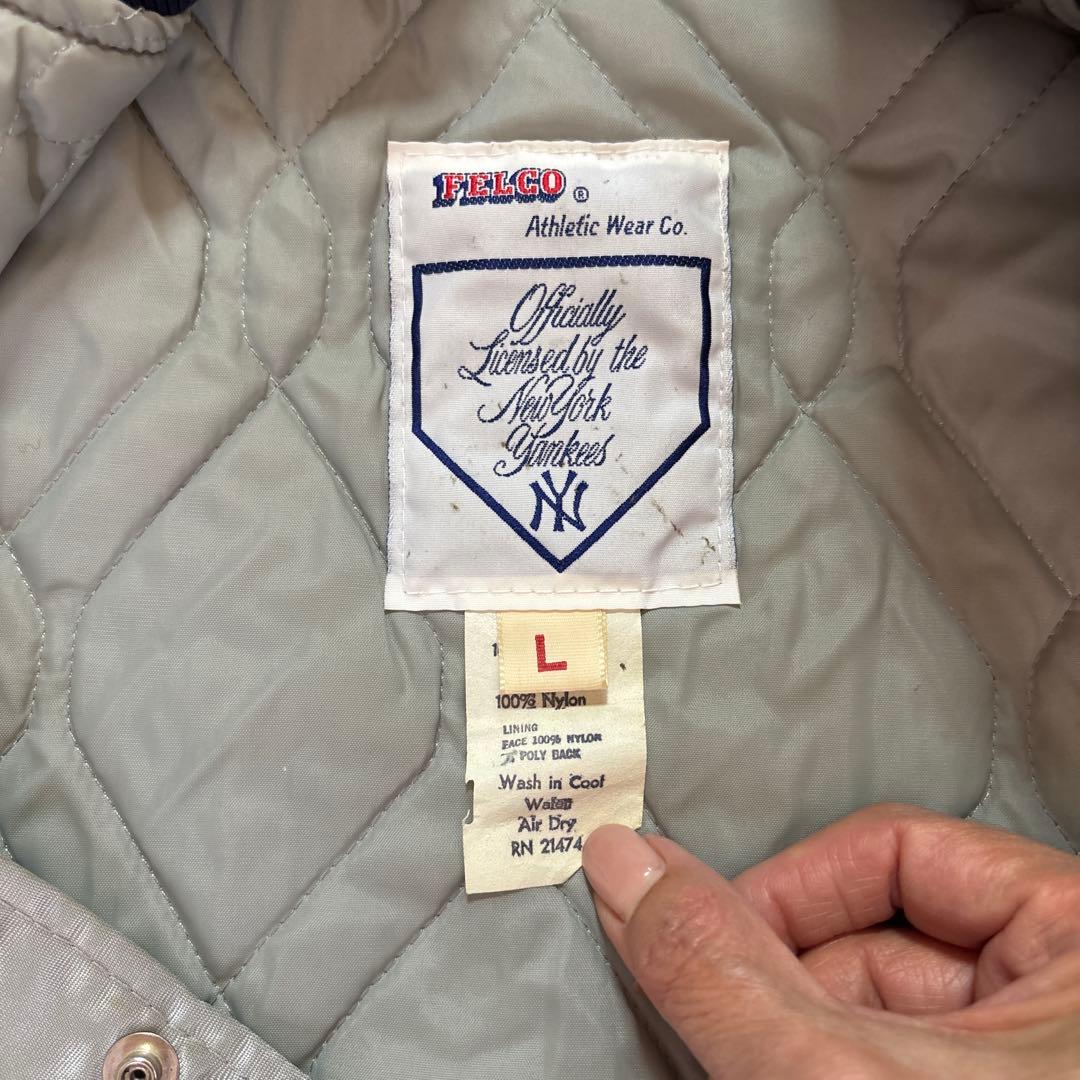 FELCO ®
Athletic Wear Co.
Officially
Licensed by the
New York
Yankees
NY
L
100% Nylon
LINING
FACE 100% NYLON
POLY BACK
Wash in Cool
Water
Air Dry
RN 21474